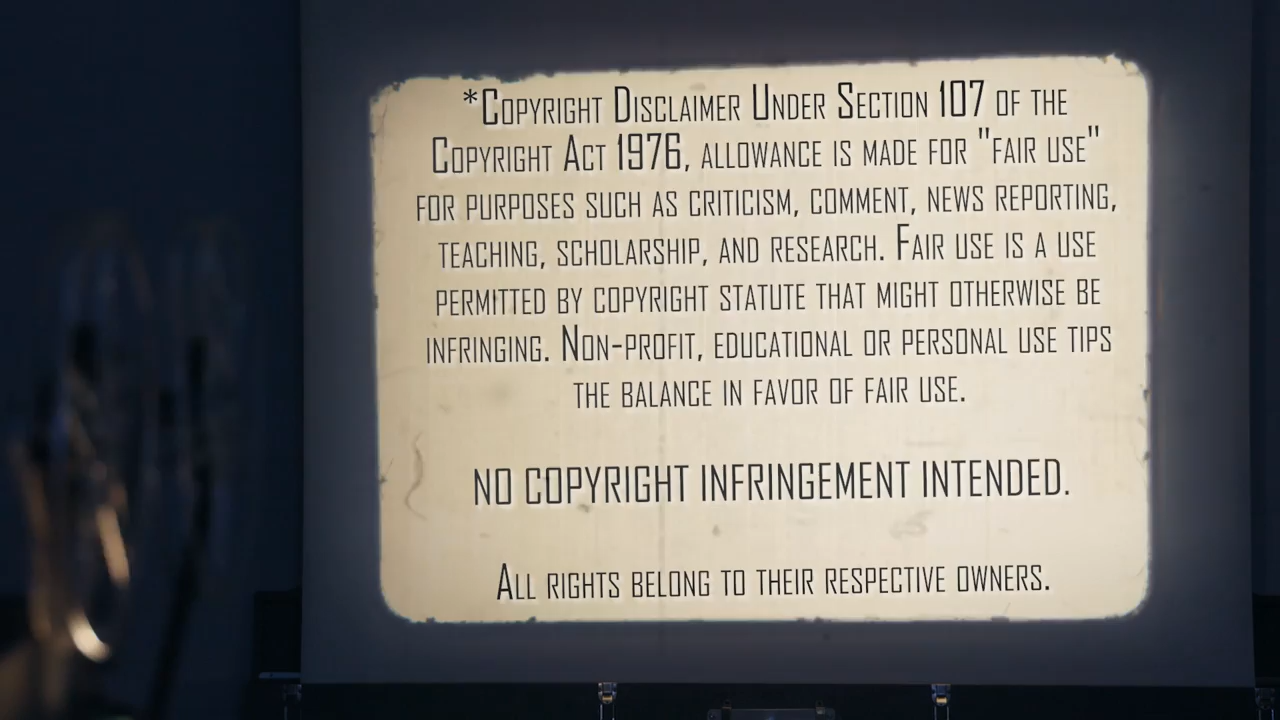 *Copyright Disclaimer Under Section 107 of the
Copyright Act 1976, allowance is made for "fair use"
for purposes such as criticism, comment, news reporting,
teaching, scholarship, and research. Fair use is a use
permitted by copyright statute that might otherwise be
infringing. Non-profit, educational or personal use tips
the balance in favor of fair use.
NO COPYRIGHT INFRINGEMENT INTENDED.
All rights belong to their respective owners.